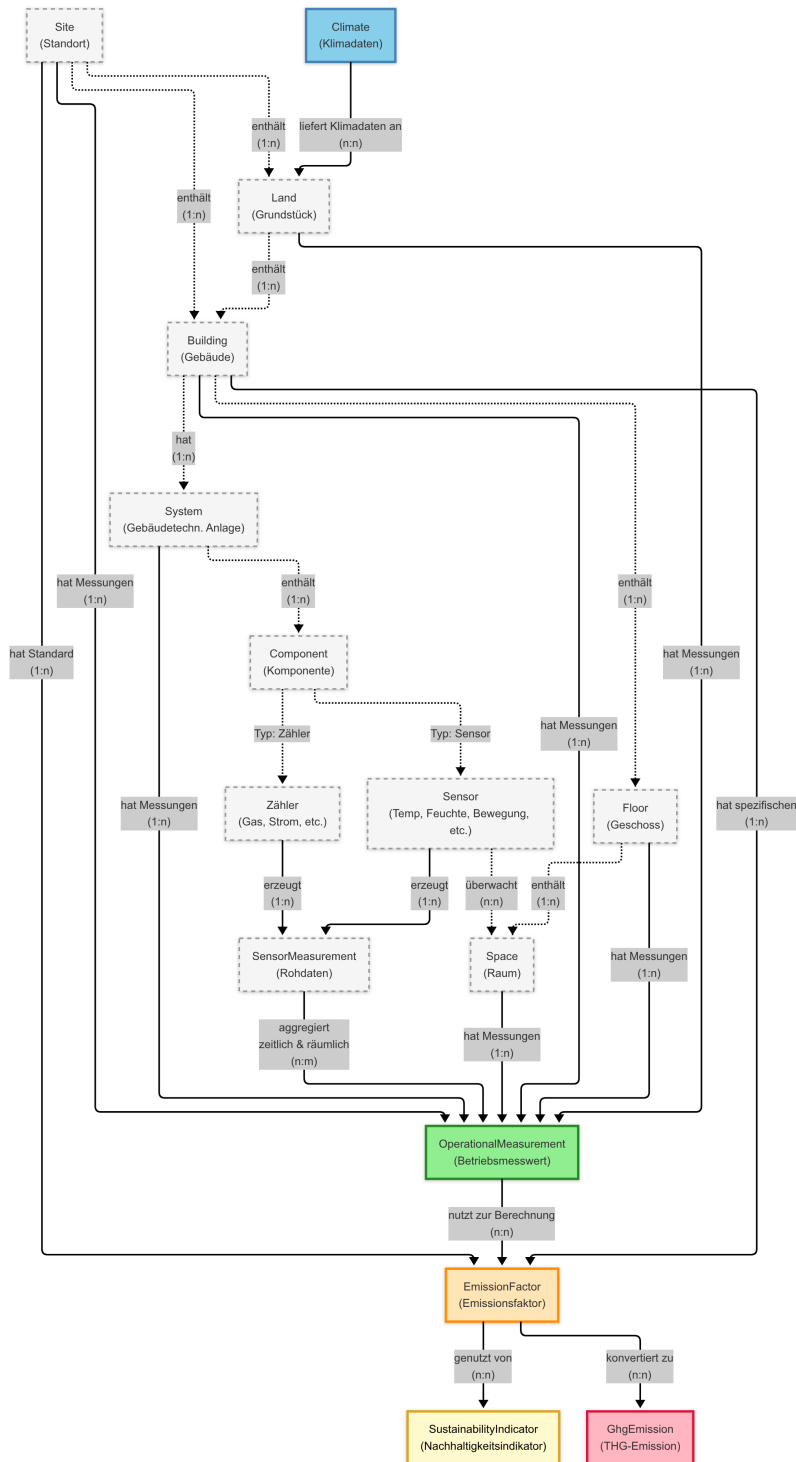 Site
(Standort)
Climate
(Klimadaten)
enthält
(1:n)
liefert Klimadaten an
(n:n)
enthält
(1:n)
Land
(Grundstück)
enthält
(1:n)
Building
(Gebäude)
hat
(1:n)
System
(Gebäudetechn. Anlage)
hat Messungen
(1:n)
enthält
(1:n)
enthält
(1:n)
hat Standard
(1:n)
Component
(Komponente)
hat Messungen
(1:n)
Typ: Zähler
Typ: Sensor
hat Messungen
(1:n)
hat Messungen
(1:n)
Zähler
(Gas, Strom, etc.)
Sensor
(Temp, Feuchte, Bewegung,
etc.)
Floor
(Geschoss)
hat spezifischen
(1:n)
erzeugt
(1:n)
erzeugt
(1:n)
überwacht
(n:n)
enthält
(1:n)
SensorMeasurement
(Rohdaten)
Space
(Raum)
hat Messungen
(1:n)
aggregiert
zeitlich & räumlich
(n:m)
hat Messungen
(1:n)
OperationalMeasurement
(Betriebsmesswert)
nutzt zur Berechnung
(n:n)
EmissionFactor
(Emissionsfaktor)
genutzt von
(n:n)
konvertiert zu
(n:n)
SustainabilityIndicator
(Nachhaltigkeitsindikator)
GhgEmission
(THG-Emission)